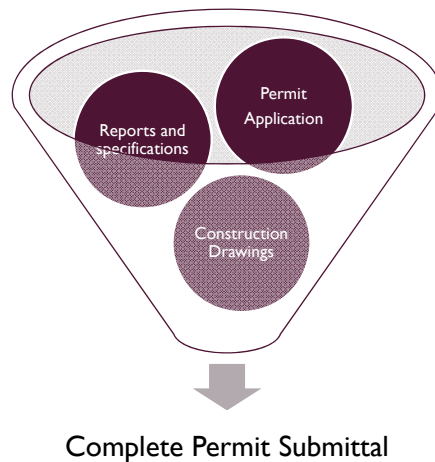 Permit
Application
Reports and
specifications
Construction
Drawings
Complete Permit Submittal